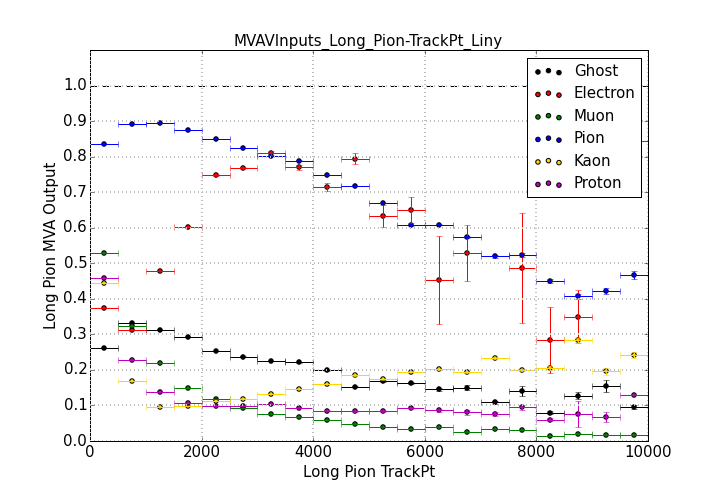 MVAVInputs_Long_Pion-TrackPt_Liny
Long Pion MVA Output
1.0
0.9
0.8
0.7
0.6
0.5
0.4
0.3
0.2
0.1
0.0
Ghost
Electron
Muon
Pion
Kaon
Proton
0 2000 4000 6000 8000 10000
Long Pion TrackPt